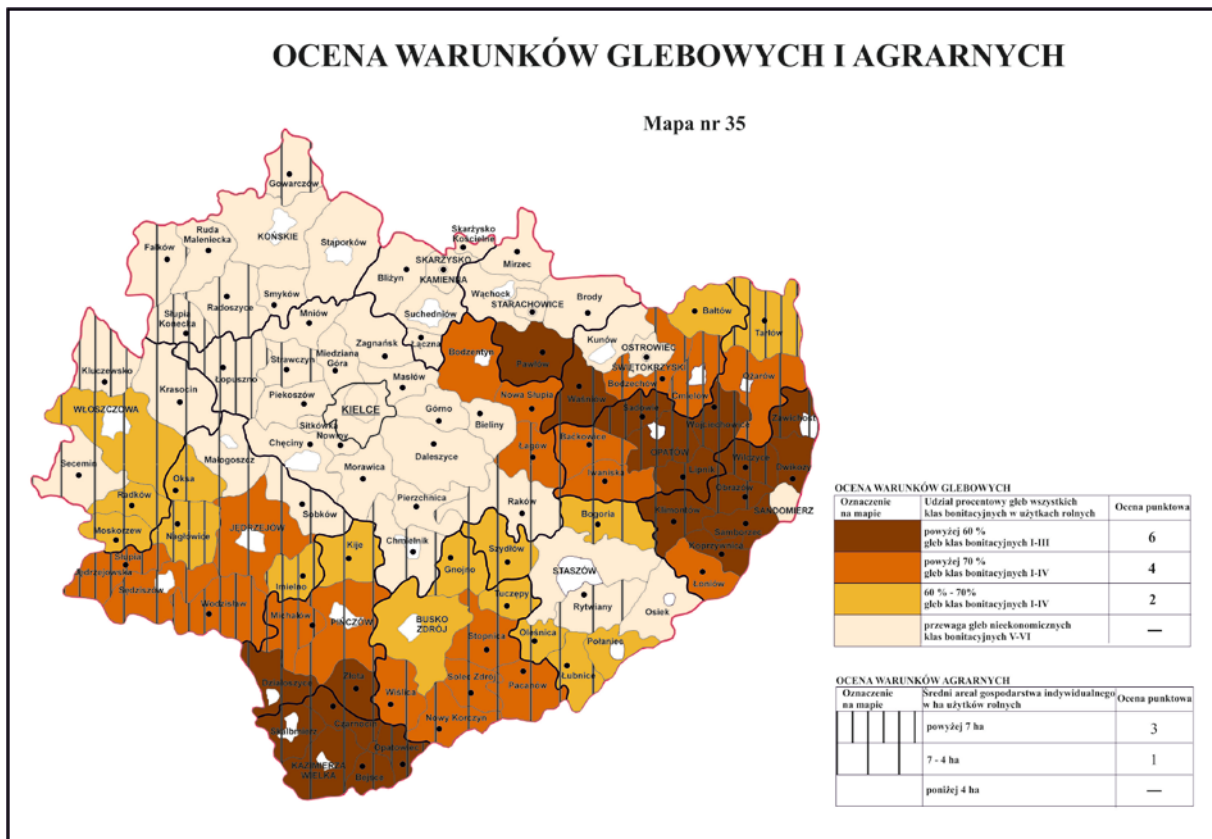 OCENA WARUNKÓW GLEBOWYCH I AGRARNYCH
Mapa nr 35
Gowarczów
Ruda
Maleniecka
KOŃSKIE
Fałków
Stąporków
Skarżysko
Kościelne
SKARŻYSKO
KAMIENNA
Mirzec
Bliżyn
Wąchock
STARACHOWICE
Brody
Radoszyce
Smyków
Słupia
Konecka
Mniów
Suchedniów
Bałtów
Tarłów
Kunów
OSTROWIEC
ŚWIĘTOKRZYSKI
Zagnańsk
Łączna
Bodzentyn
Pawłów
Miedziana
Góra
Strawczyn
Łopuszno
Kluczewsko
Krasocin
Masłów
Piekoszów
Nowa Słupia
Waśniów
Bodzechów
Ćmielów
Ożarów
WŁOSZCZOWA
KIELCE
Górno
Bieliny
Sadowie
Wojciechowice
Zawichost
Sitkówka
Nowiny
Chęciny
Daleszyce
Łagów
Baćkowice
OPATÓW
Wilczyce
Dwikozy
Małogoszcz
Secemin
Morawica
Iwaniska
Lipnik
Obrazów
Oksa
Radków
Pierzchnica
Raków
SANDOMIERZ
Sobków
JĘDRZEJÓW
Bogoria
Klimontów
Samborzec
Moskorzew
Nagłowice
Kije
Chmielnik
Szydłów
Koprzywnica
Słupia
Jędrzejowska
Gnojno
STASZÓW
Łoniów
Sędziszów
Imielno
Tuczępy
Rytwiany
Osiek
Wodzisław
Michałów
PIŃCZÓW
BUSKO
ZDRÓJ
Stopnica
Oleśnica
Połaniec
Łubnice
Działoszyce
Złota
Wiślica
Solec Zdrój
Pacanów
Czarnocin
Nowy Korczyn
Skalbmierz
Opatowiec
KAZIMIERZA
WIELKA
Bejsce
OCENA WARUNKÓW GLEBOWYCH
Oznaczenie
na mapie
Udział procentowy gleb wszystkich
klas bonitacyjnych w użytkach rolnych
Ocena punktowa
powyżej 60 %
gleb klas bonitacyjnych I-III
6
powyżej 70 %
gleb klas bonitacyjnych I-IV
4
60 % - 70%
gleb klas bonitacyjnych I-IV
2
przewaga gleb nieekonomicznych
klas bonitacyjnych V-VI
—
OCENA WARUNKÓW AGRARNYCH
Oznaczenie
na mapie
Średni areał gospodarstwa indywidualnego
w ha użytków rolnych
Ocena punktowa
powyżej 7 ha
3
7 - 4 ha
1
poniżej 4 ha
—